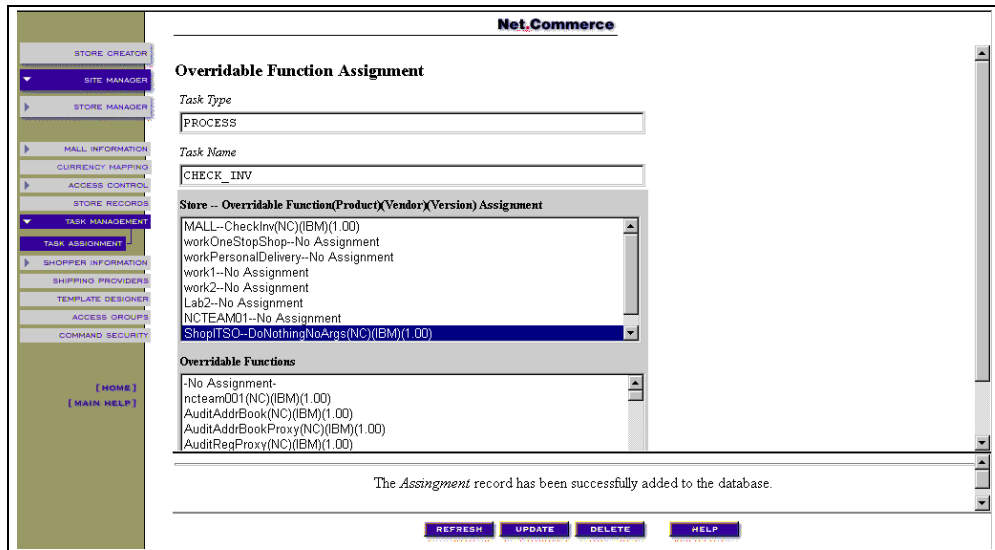 Net.Commerce
STORE CREATOR
SITE MANAGER
STORE MANAGER
MALL INFORMATION
CURRENCY MAPPING
ACCESS CONTROL
STORE RECORDS
TASK MANAGEMENT
TASK ASSIGNMENT
SHOPPER INFORMATION
SHIPPING PROVIDERS
TEMPLATE DESIGNER
ACCESS GROUPS
COMMAND SECURITY
[ HOME ]
[ MAIN HELP ]
Overridable Function Assignment
Task Type
PROCESS
Task Name
CHECK_INV
Store -- Overridable Function(Product)(Vendor)(Version) Assignment
MALL--CheckInv(NC)(IBM)(1.00)
workOneStopShop--No Assignment
workPersonalDelivery--No Assignment
work1--No Assignment
work2--No Assignment
Lab2--No Assignment
NCTEAM01--No Assignment
ShopITSO--DoNothingNoArgs(NC)(IBM)(1.00)
Overridable Functions
-No Assignment-
ncteam001(NC)(IBM)(1.00)
AuditAddrBook(NC)(IBM)(1.00)
AuditAddrBookProxy(NC)(IBM)(1.00)
AuditRegProxy(NC)(IBM)(1.00)
The Assingment record has been successfully added to the database.
REFRESH UPDATE DELETE HELP